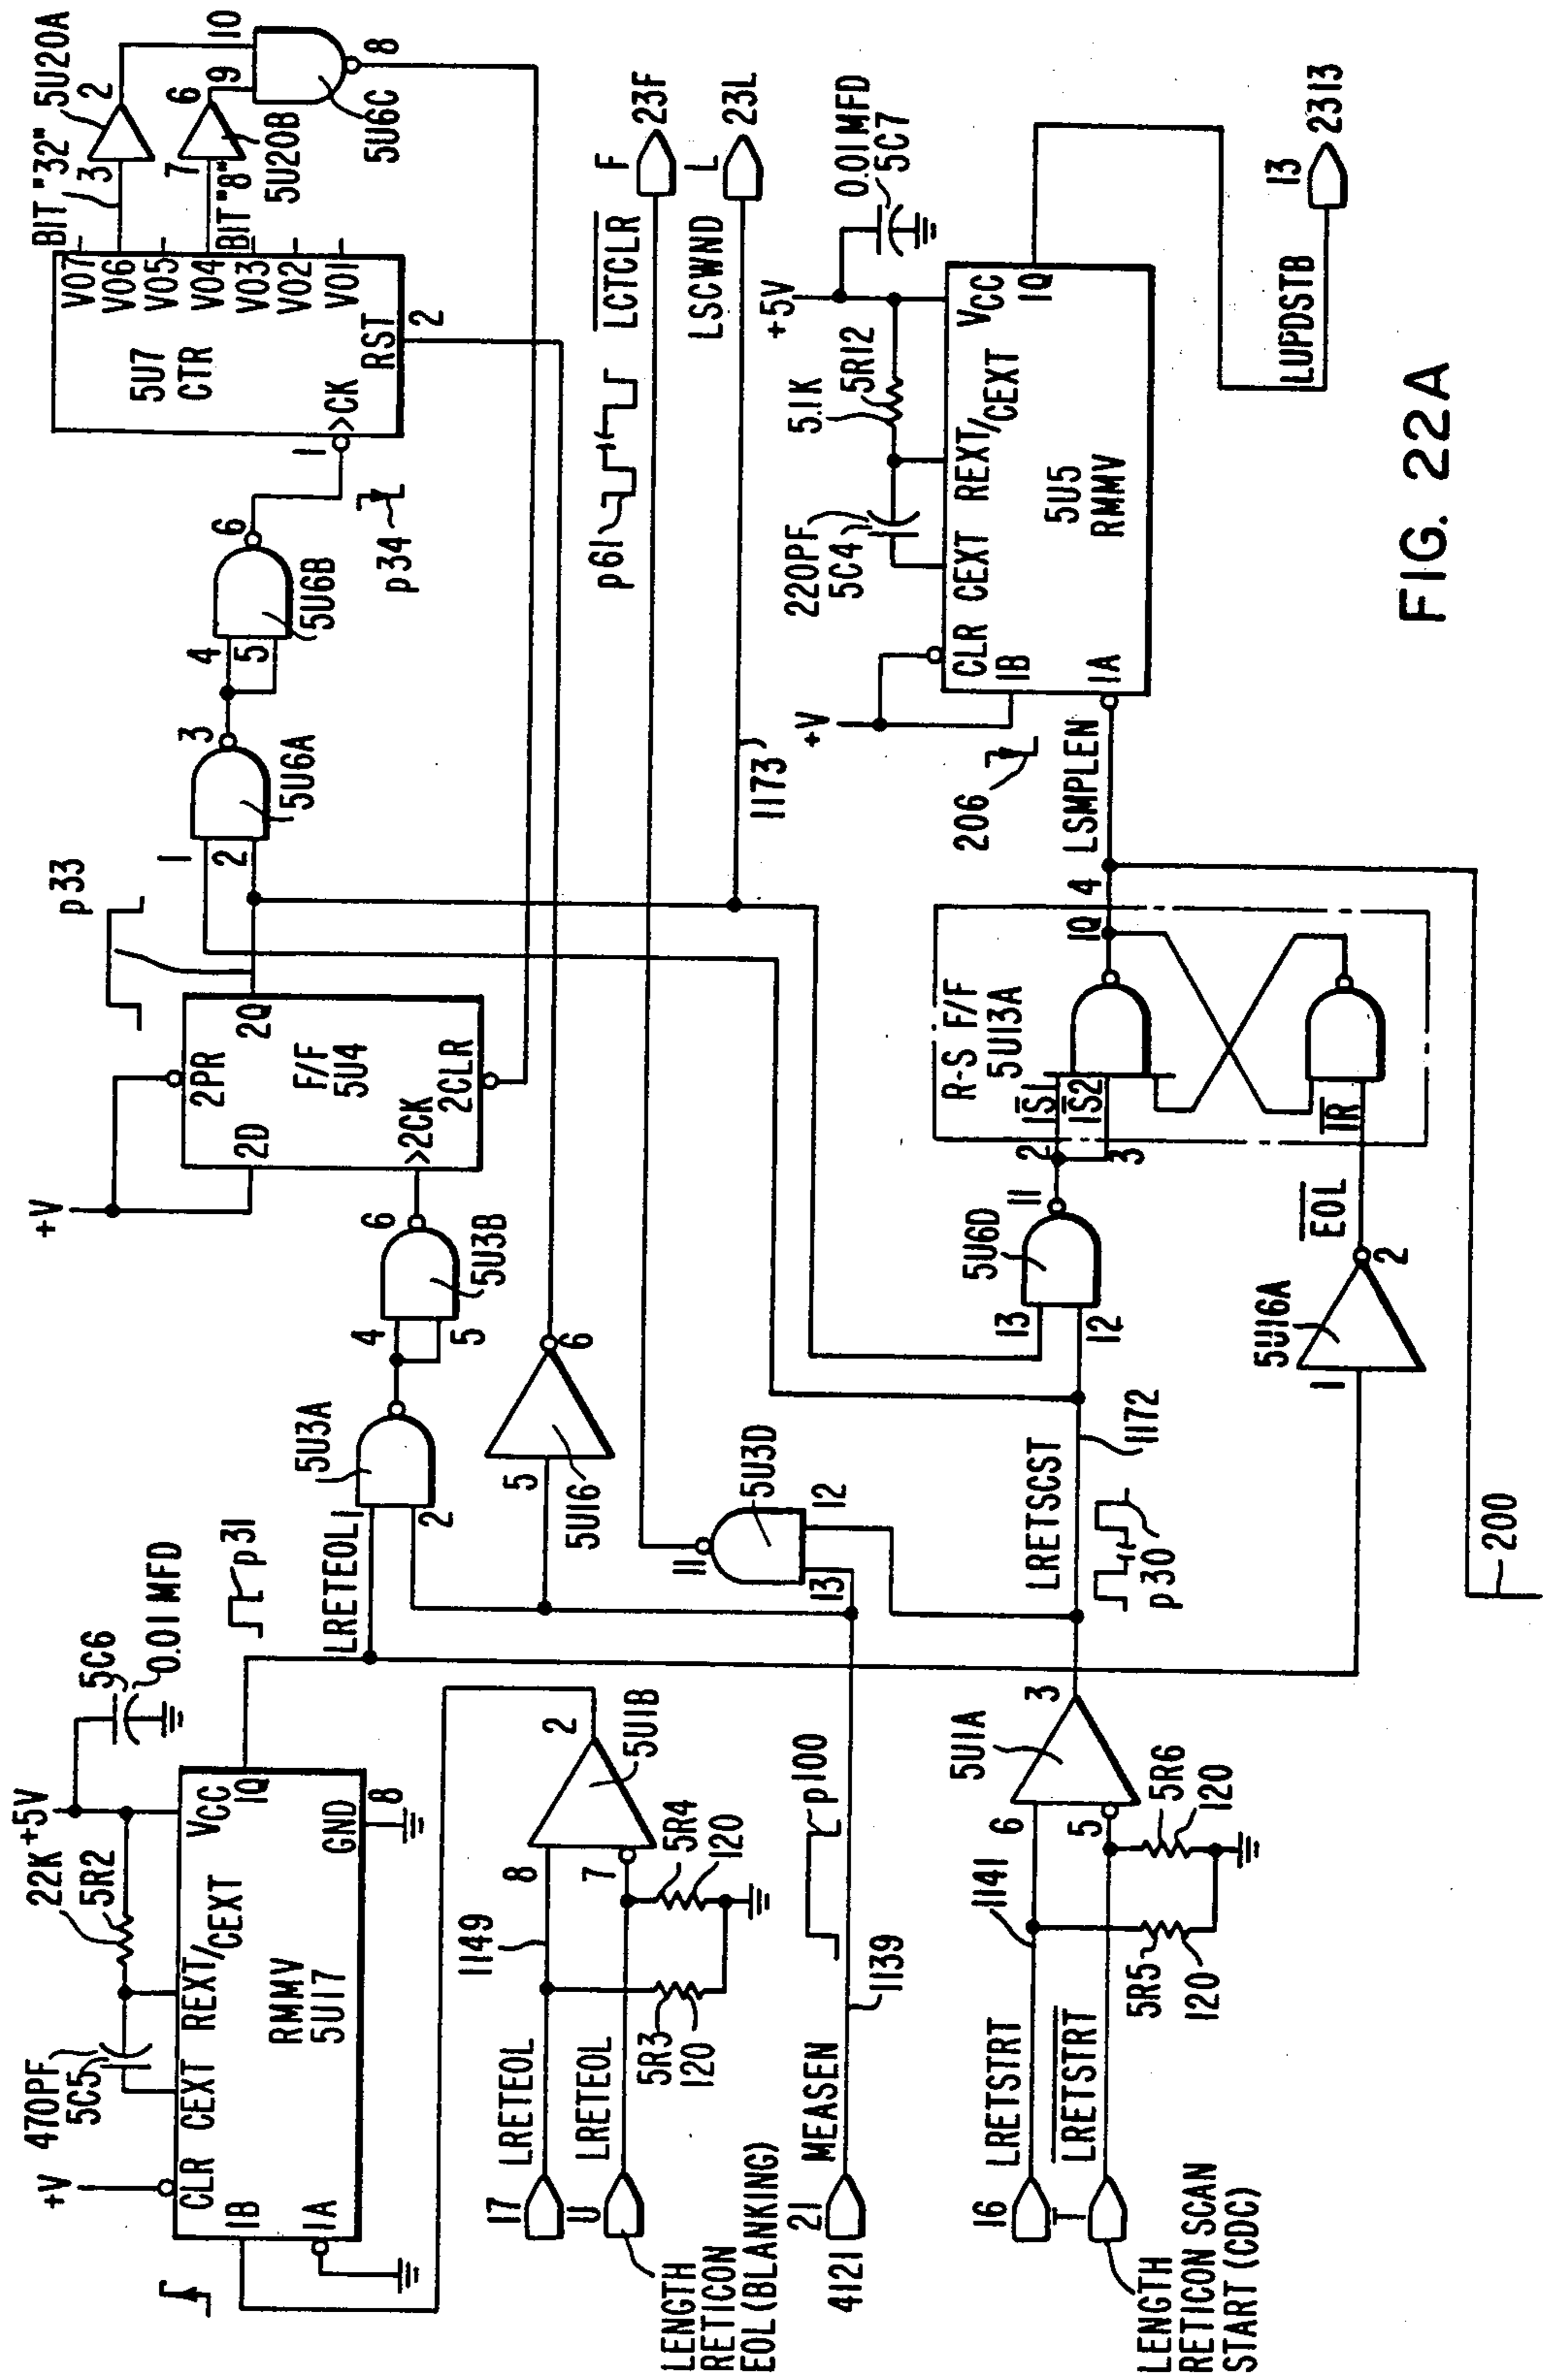 +V
470PF
5C5
22K
5R2
+5V
5C6
0.01 MFD
CLR CEXT REXT/CEXT VCC
1B
1Q
1A
RMMV
5U17
GND
8
p31
LRETEOL
1
2
5U3A
4
5
6
5U3B
+V
2PR
2D
2Q
F/F
5U4
>2CK
2CLR
p33
1
2
3
5U6A
4
5
6
5U6B
p34
1
5U7
CTR
>CK
RST
2
VO7
VO6
VO5
VO4
VO3
VO2
VO1
BIT "32"
3
2
5U20A
7
6
BIT "8"
5U20B
10
9
8
5U6C
17
LRETEOL
1149
8
7
2
5U1B
U
LRETEOL
5R3
120
5R4
120
LENGTH
RETICON
EOL (BLANKING)
5
6
5U16
4121
21
MEASEN
1139
p100
13
12
11
5U3D
p61
LCTCLR
F
23F
LSCWND
L
23L
1173
16
LRETSTRT
1141
6
5
3
5U1A
T
LRETSTRT
5R5
120
5R6
120
LENGTH
RETICON SCAN
START (CDC)
LRETSCST
p30
1172
13
12
11
5U6D
R-S F/F
5U13A
2
3
1S1
1S2
1Q
4
1R
1
2
5U16A
EOL
200
LSMPLEN
206
+V
220PF
5C4
5.1K
5R12
+5V
0.01MFD
5C7
CLR CEXT REXT/CEXT VCC
1B
1Q
1A
5U5
RMMV
LUPDSTB
13
2313
FIG. 22A